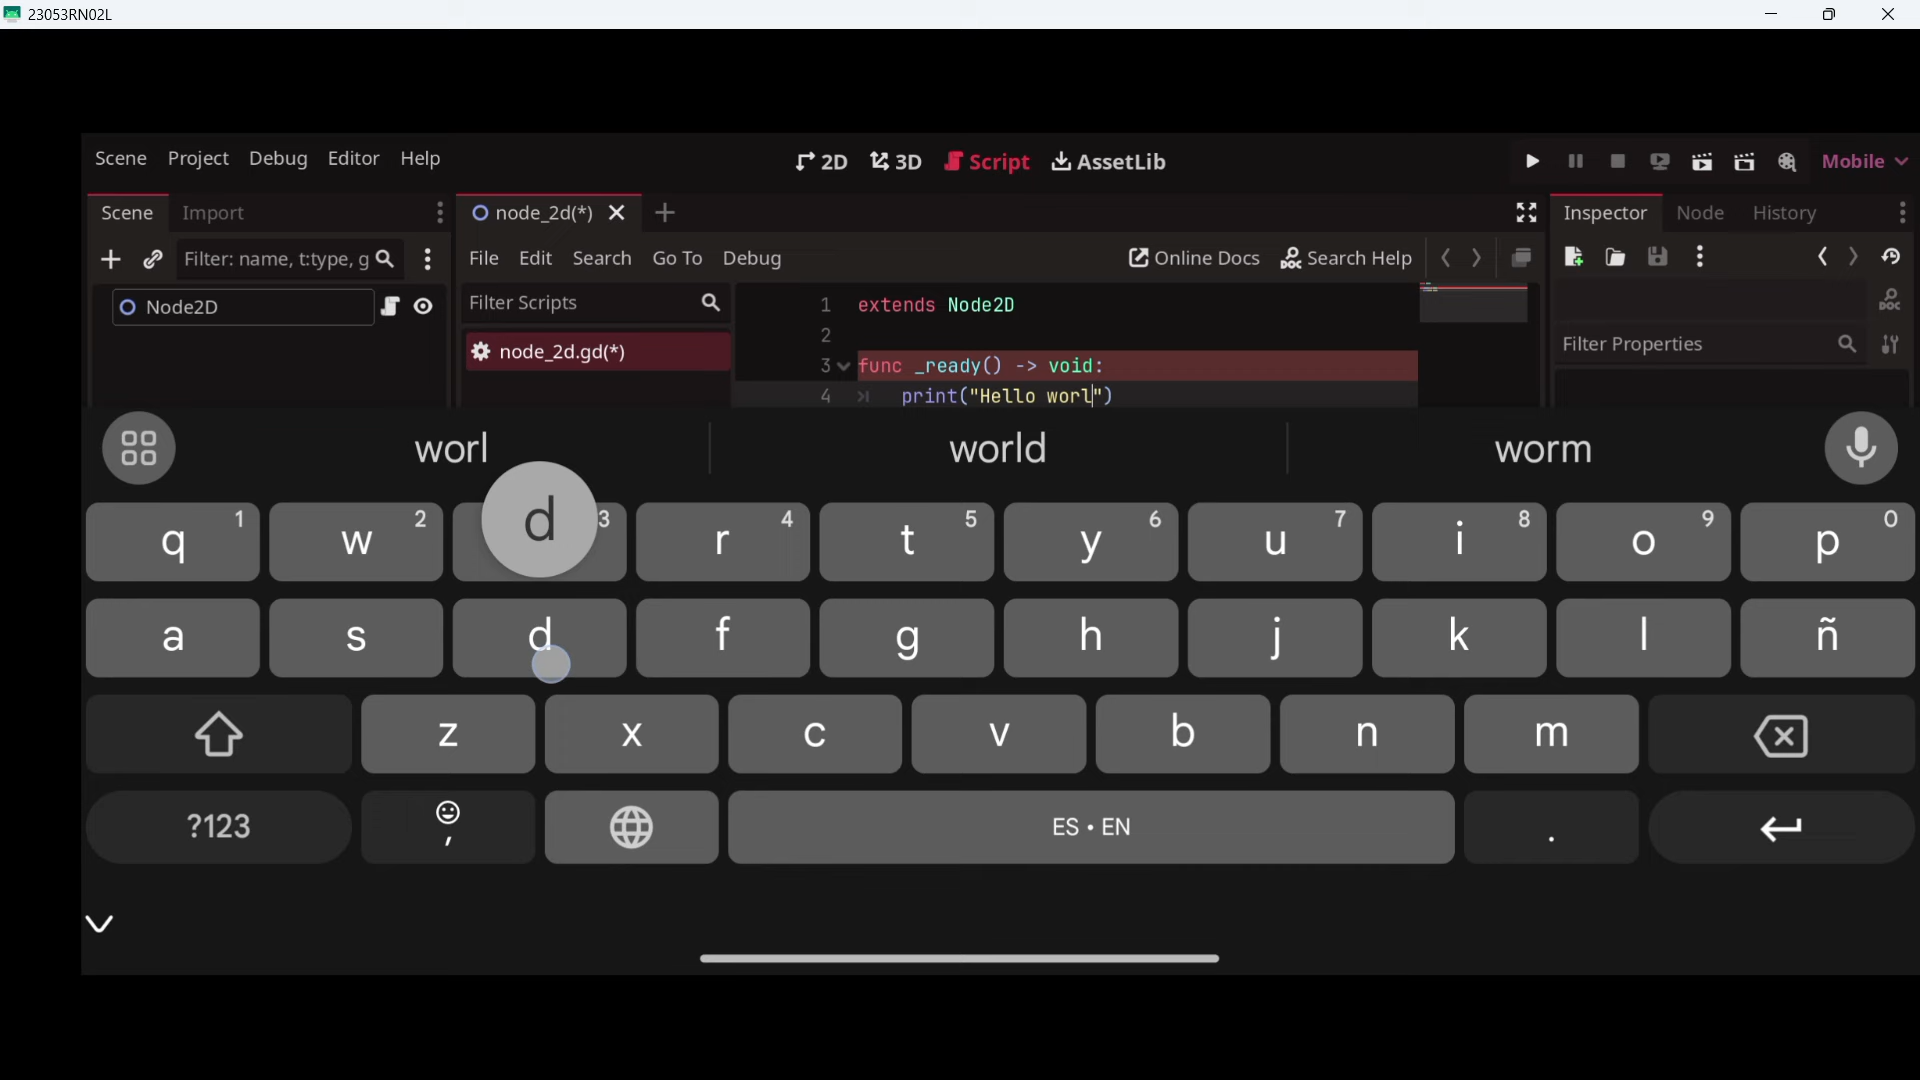 23053RN02L
Scene Project Debug Editor Help
2D 3D Script AssetLib
Mobile
Scene Import
node_2d(*)
Inspector Node History
Filter: name, t:type, g
File Edit Search Go To Debug
Online Docs Search Help
Node2D
Filter Scripts
node_2d.gd(*)
1 extends Node2D
2
3 func _ready() -> void:
4 print("Hello worl")
DOC
Filter Properties
worl world worm
d
q 1 w 2 3 r 4 t 5 y 6 u 7 i 8 o 9 p 0
a s d f g h j k l ñ
z x c v b n m
?123 , ES • EN .